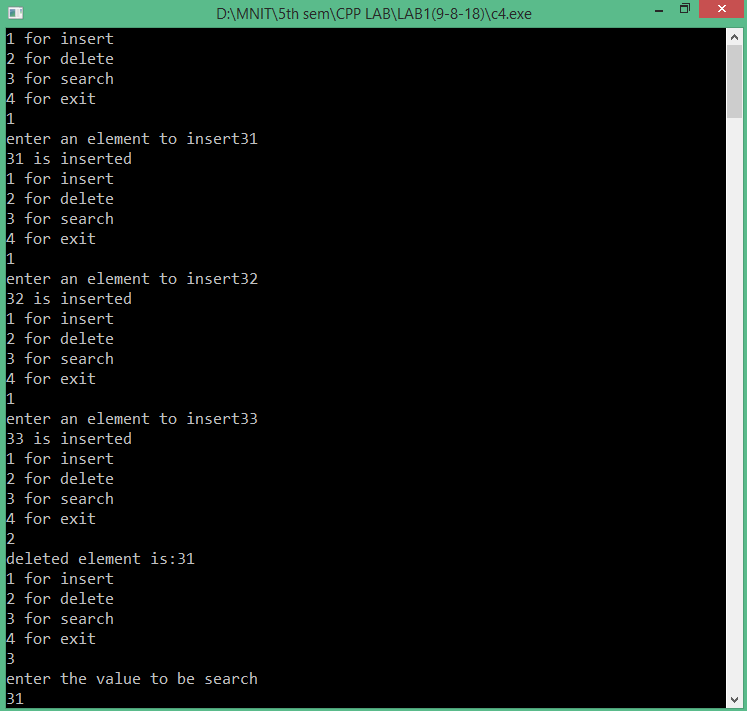 D:\MNIT\5th sem\CPP LAB\LAB1(9-8-18)\c4.exe
1 for insert
2 for delete
3 for search
4 for exit
1
enter an element to insert31
31 is inserted
1 for insert
2 for delete
3 for search
4 for exit
1
enter an element to insert32
32 is inserted
1 for insert
2 for delete
3 for search
4 for exit
1
enter an element to insert33
33 is inserted
1 for insert
2 for delete
3 for search
4 for exit
2
deleted element is:31
1 for insert
2 for delete
3 for search
4 for exit
3
enter the value to be search
31